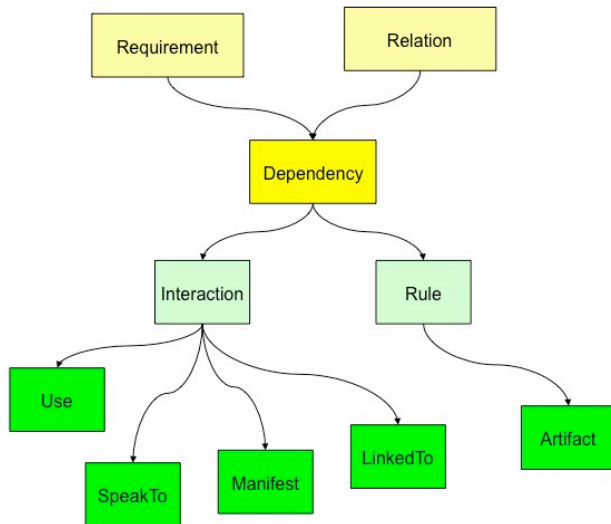 Requirement
Relation
Dependency
Interaction
Rule
Use
SpeakTo
Manifest
LinkedTo
Artifact